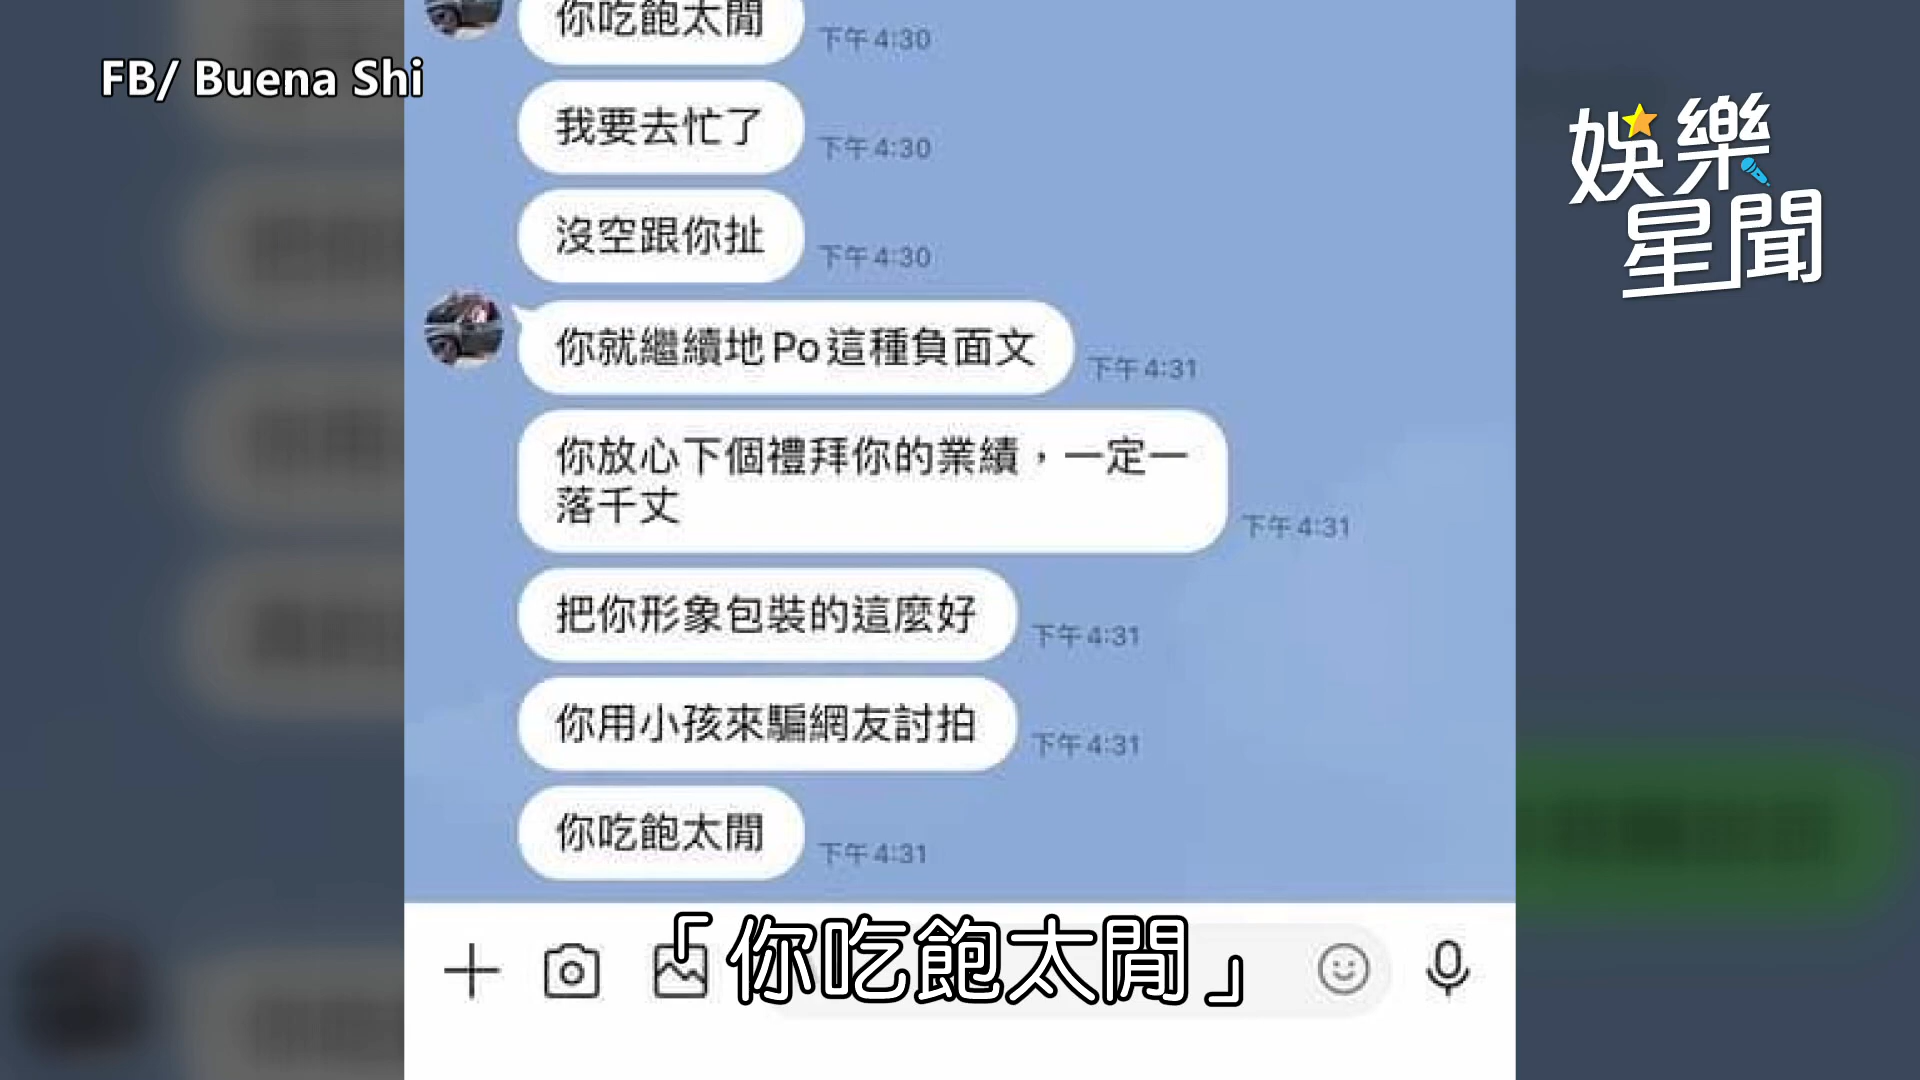 你吃飽太閒
下午4:30
FB/ Buena Shi
我要去忙了
下午4:30
娛樂
星聞
沒空跟你扯
下午4:30
你就繼續地Po這種負面文
下午4:31
你放心下個禮拜你的業績，一定一
落千丈
下午4:31
把你形象包裝的這麼好
下午4:31
你用小孩來騙網友討拍
下午4:31
你吃飽太閒
下午4:31
「你吃飽太閒」